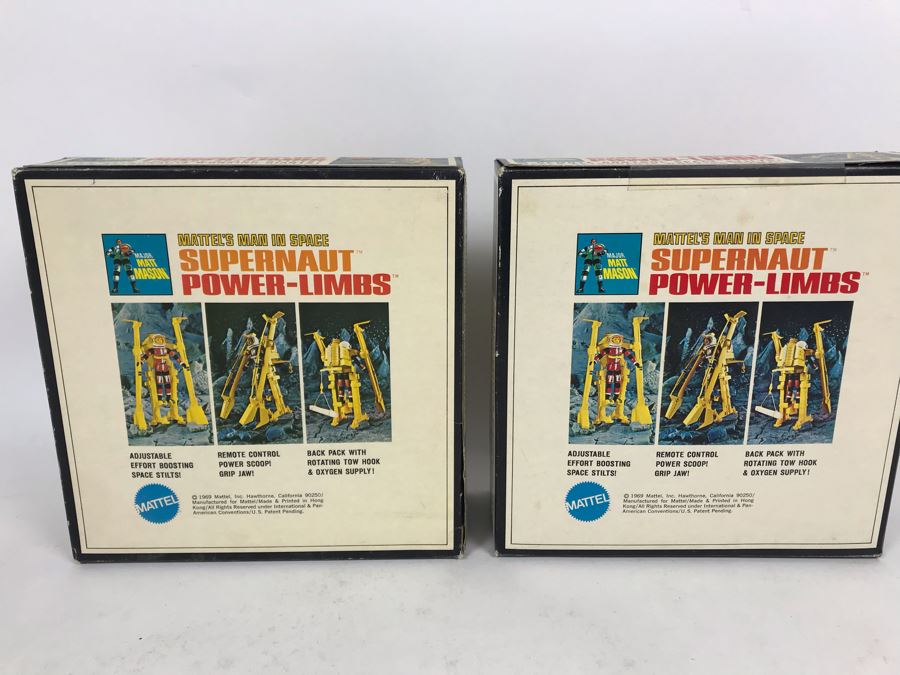 MATTEL'S MAN IN SPACE
MAJOR
MATT
MASON
SUPERNAUT™
POWER-LIMBS™
ADJUSTABLE
EFFORT BOOSTING
SPACE STILTS!
REMOTE CONTROL
POWER SCOOP!
GRIP JAW!
BACK PACK WITH
ROTATING TOW HOOK
& OXYGEN SUPPLY!
MATTEL
© 1969 Mattel, Inc. Hawthorne, California 90250/
Manufactured for Mattel/Made & Printed in Hong
Kong/All Rights Reserved under International & Pan-
American Conventions/U.S. Patent Pending.
MATTEL'S MAN IN SPACE
MAJOR
MATT
MASON
SUPERNAUT™
POWER-LIMBS™
ADJUSTABLE
EFFORT BOOSTING
SPACE STILTS!
REMOTE CONTROL
POWER SCOOP!
GRIP JAW!
BACK PACK WITH
ROTATING TOW HOOK
& OXYGEN SUPPLY!
MATTEL
© 1969 Mattel, Inc. Hawthorne, California 90250/
Manufactured for Mattel/Made & Printed in Hong
Kong/All Rights Reserved under International & Pan-
American Conventions/U.S. Patent Pending.